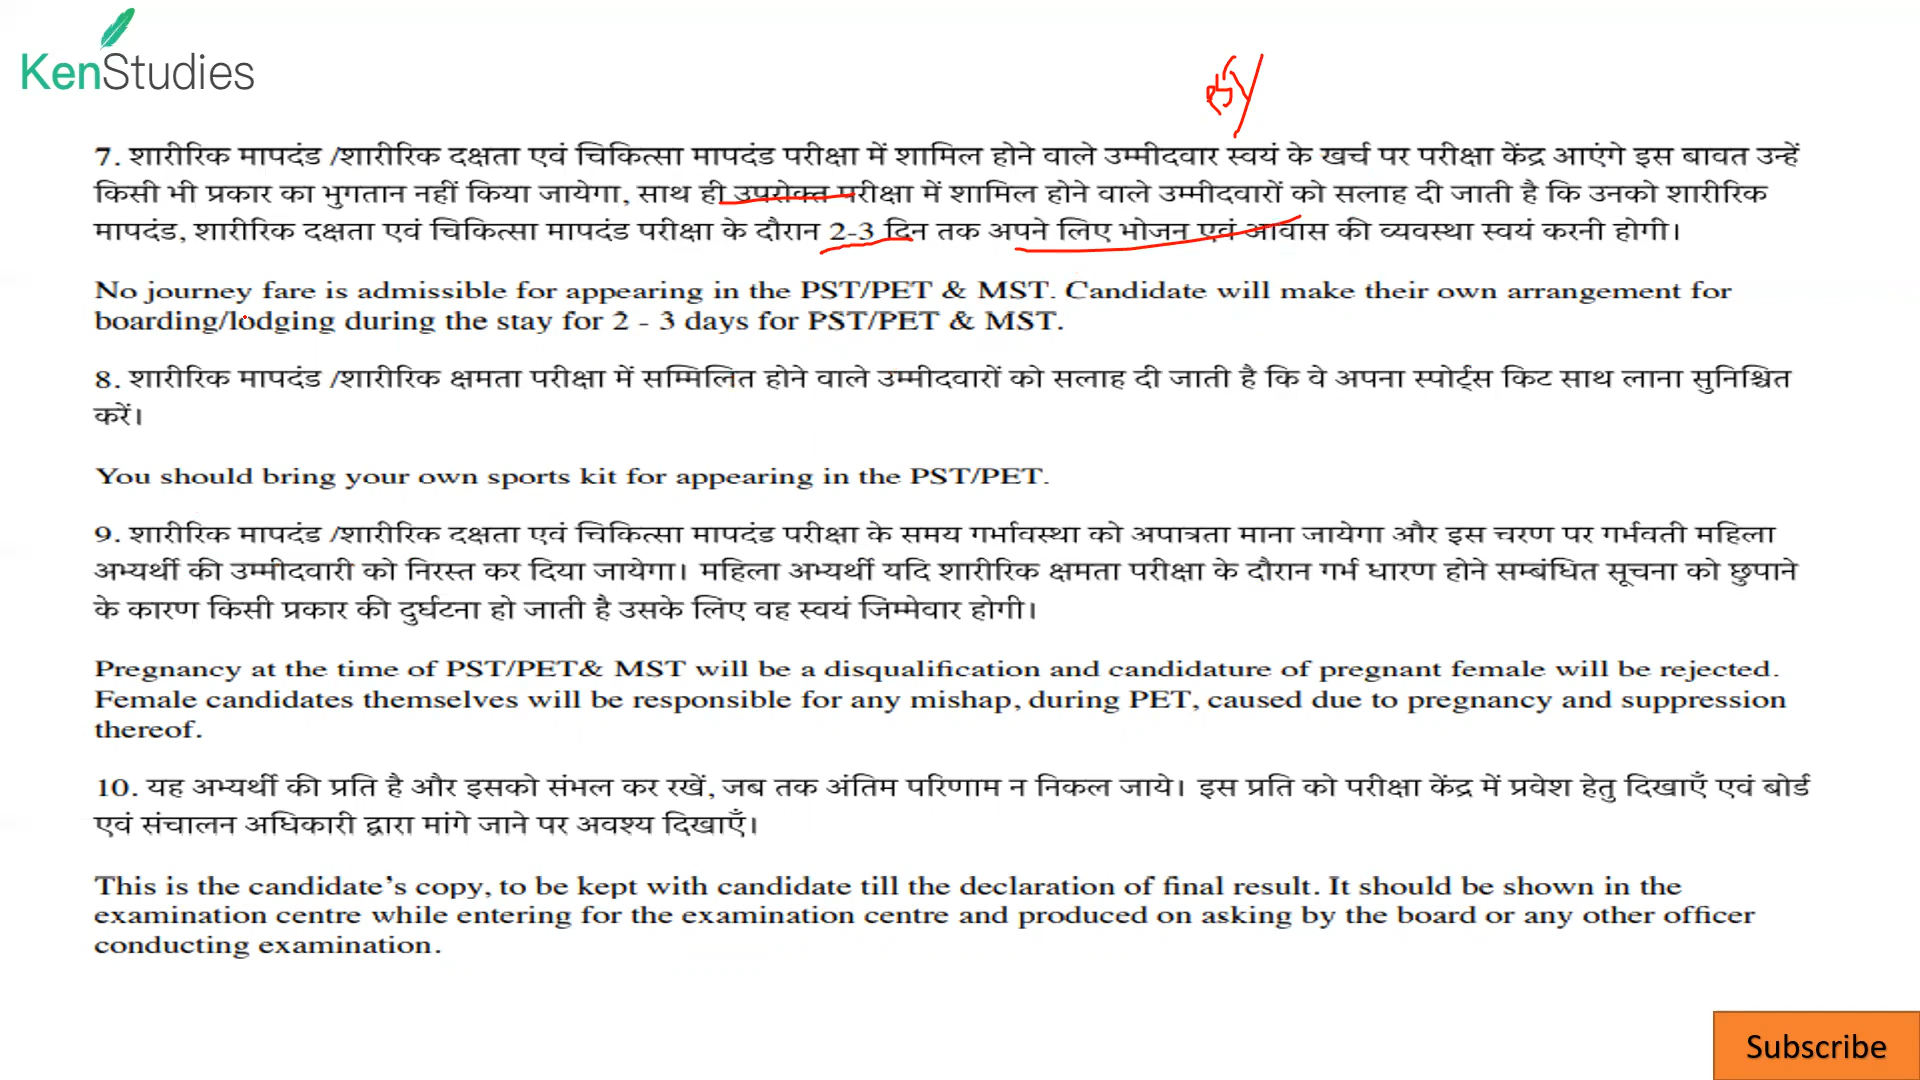 KenStudies
7. शारीरिक मापदंड /शारीरिक दक्षता एवं चिकित्सा मापदंड परीक्षा में शामिल होने वाले उम्मीदवार स्वयं के खर्च पर परीक्षा केंद्र आएंगे इस बावत उन्हें
किसी भी प्रकार का भुगतान नहीं किया जायेगा, साथ ही उपरोक्त परीक्षा में शामिल होने वाले उम्मीदवारों को सलाह दी जाती है कि उनको शारीरिक
मापदंड, शारीरिक दक्षता एवं चिकित्सा मापदंड परीक्षा के दौरान 2-3 दिन तक अपने लिए भोजन एवं आवास की व्यवस्था स्वयं करनी होगी।
No journey fare is admissible for appearing in the PST/PET & MST. Candidate will make their own arrangement for
boarding/lodging during the stay for 2 - 3 days for PST/PET & MST.
8. शारीरिक मापदंड /शारीरिक क्षमता परीक्षा में सम्मिलित होने वाले उम्मीदवारों को सलाह दी जाती है कि वे अपना स्पोर्ट्स किट साथ लाना सुनिश्चित
करें।
You should bring your own sports kit for appearing in the PST/PET.
9. शारीरिक मापदंड /शारीरिक दक्षता एवं चिकित्सा मापदंड परीक्षा के समय गर्भावस्था को अपात्रता माना जायेगा और इस चरण पर गर्भवती महिला
अभ्यर्थी की उम्मीदवारी को निरस्त कर दिया जायेगा। महिला अभ्यर्थी यदि शारीरिक क्षमता परीक्षा के दौरान गर्भ धारण होने सम्बंधित सूचना को छुपाने
के कारण किसी प्रकार की दुर्घटना हो जाती है उसके लिए वह स्वयं जिम्मेवार होगी।
Pregnancy at the time of PST/PET& MST will be a disqualification and candidature of pregnant female will be rejected.
Female candidates themselves will be responsible for any mishap, during PET, caused due to pregnancy and suppression
thereof.
10. यह अभ्यर्थी की प्रति है और इसको संभल कर रखें, जब तक अंतिम परिणाम न निकल जाये। इस प्रति को परीक्षा केंद्र में प्रवेश हेतु दिखाएँ एवं बोर्ड
एवं संचालन अधिकारी द्वारा मांगे जाने पर अवश्य दिखाएँ।
This is the candidate’s copy, to be kept with candidate till the declaration of final result. It should be shown in the
examination centre while entering for the examination centre and produced on asking by the board or any other officer
conducting examination.
Subscribe